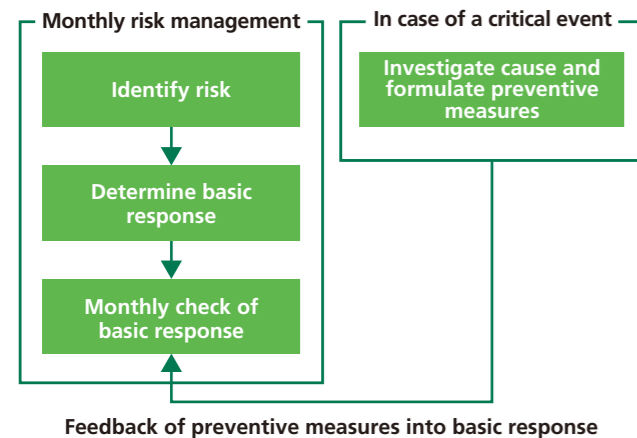 Monthly risk management
Identify risk
Determine basic
response
Monthly check of
basic response
In case of a critical event
Investigate cause and
formulate preventive
measures
Feedback of preventive measures into basic response